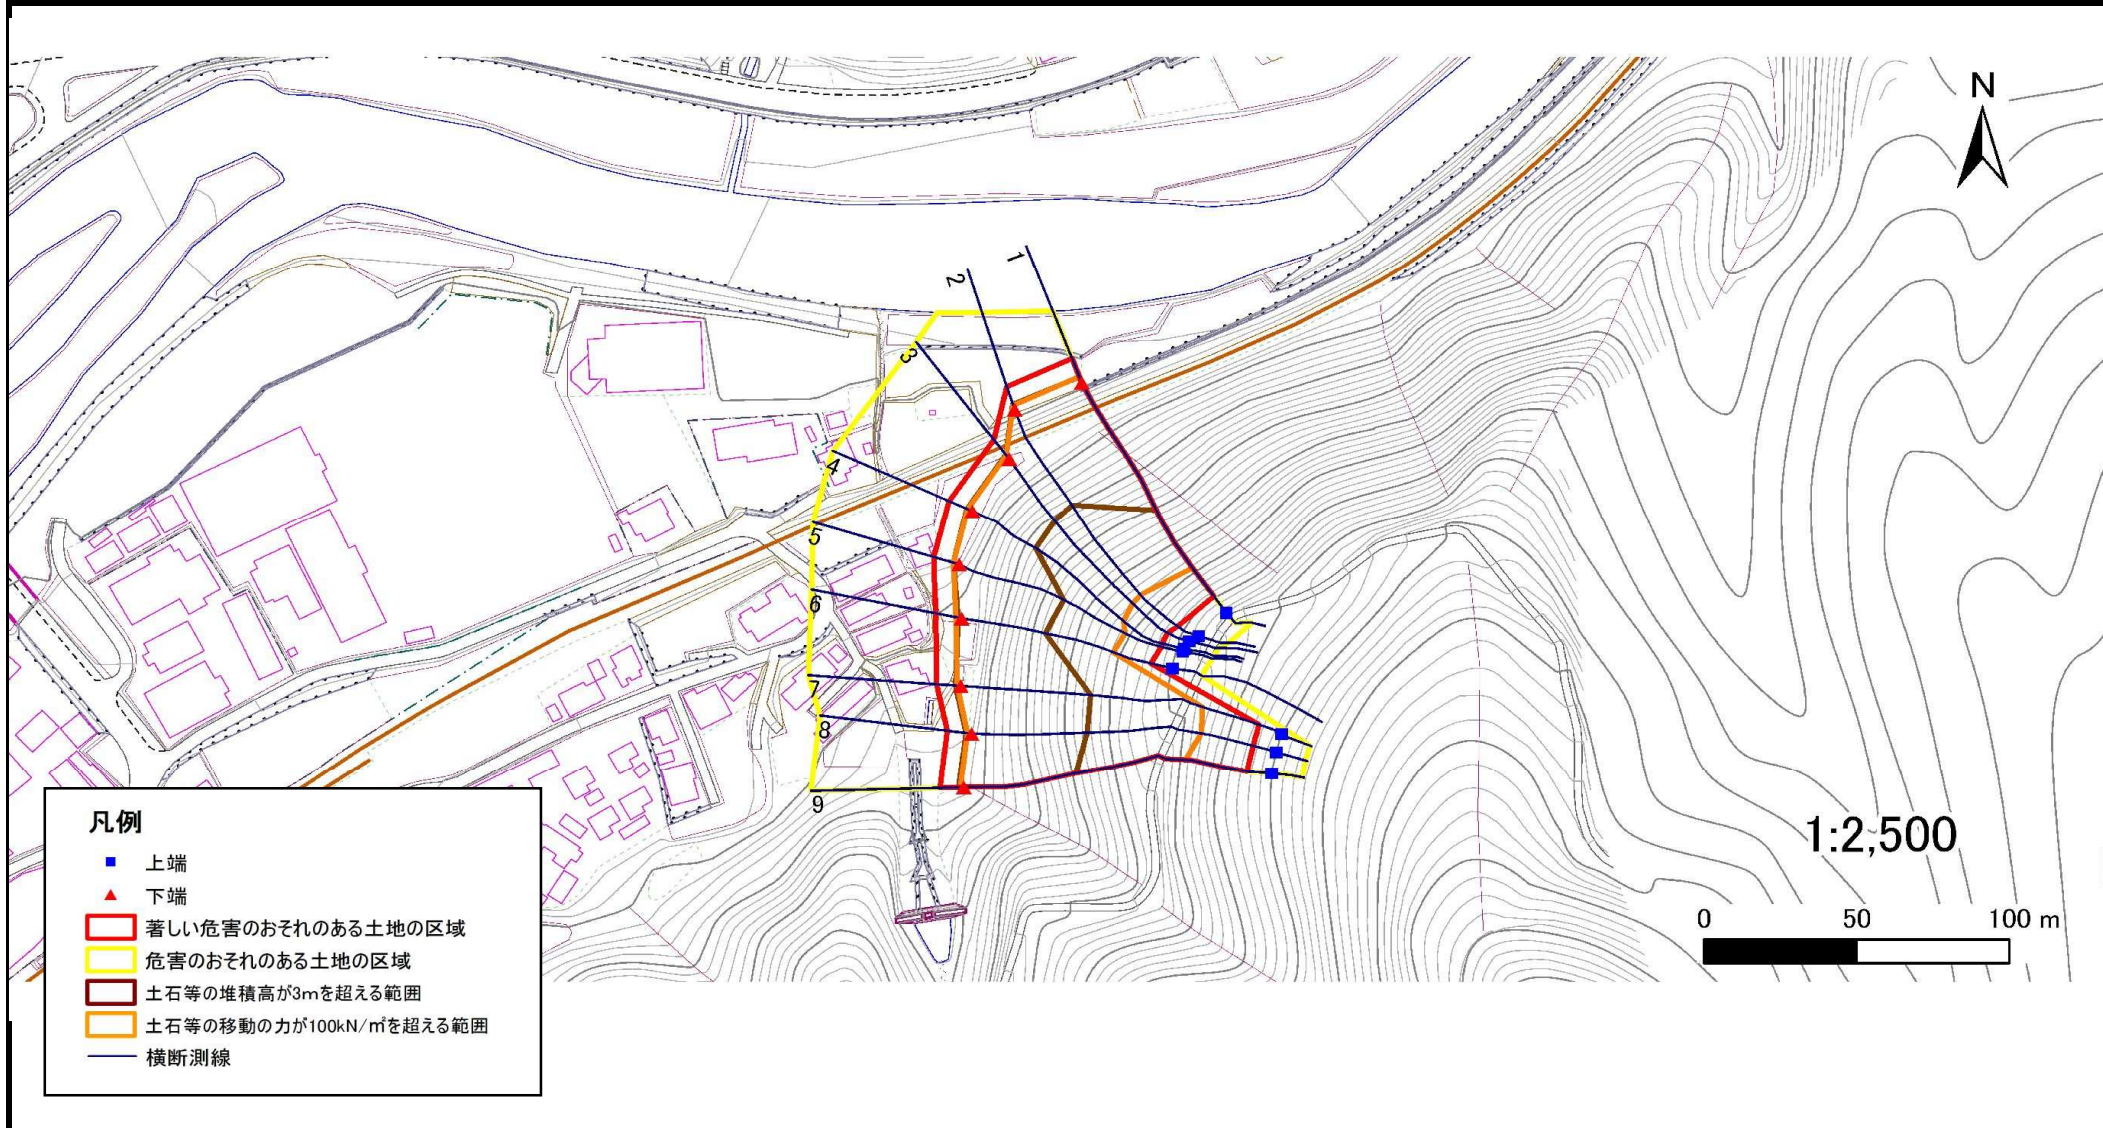 N
1
2
3
4
5
6
7
8
9
1:2,500
0 50 100 m
凡例
上端
下端
著しい危害のおそれのある土地の区域
危害のおそれのある土地の区域
土石等の堆積高が3mを超える範囲
土石等の移動の力が100kN/㎡を超える範囲
横断測線